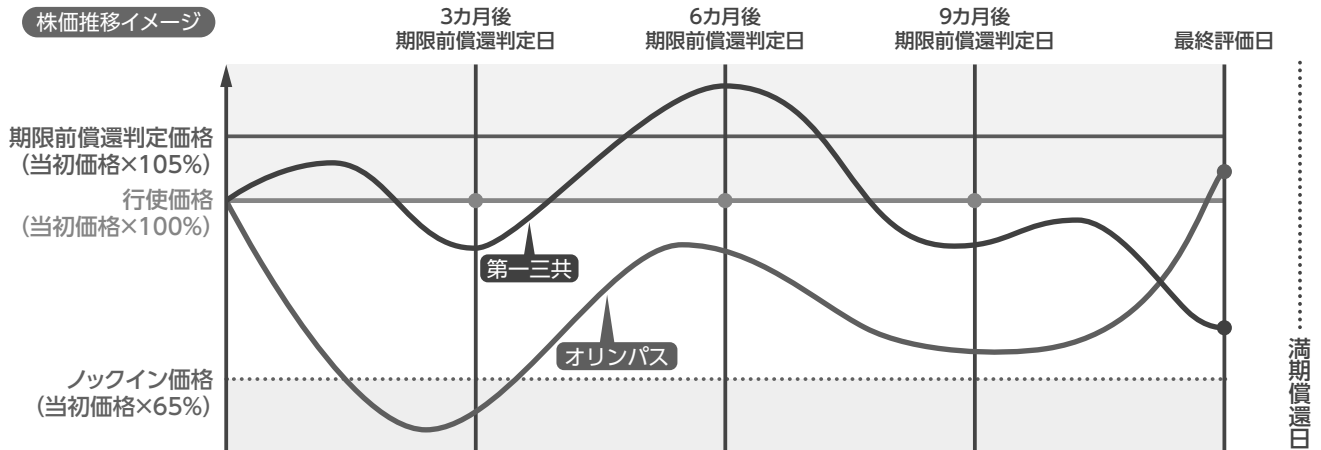 株価推移イメージ
3カ月後
期限前償還判定日
6カ月後
期限前償還判定日
9カ月後
期限前償還判定日
最終評価日
期限前償還判定価格
（当初価格×105%）
行使価格
（当初価格×100%）
第一三共
オリンパス
ノックイン価格
（当初価格×65%）
満期償還日